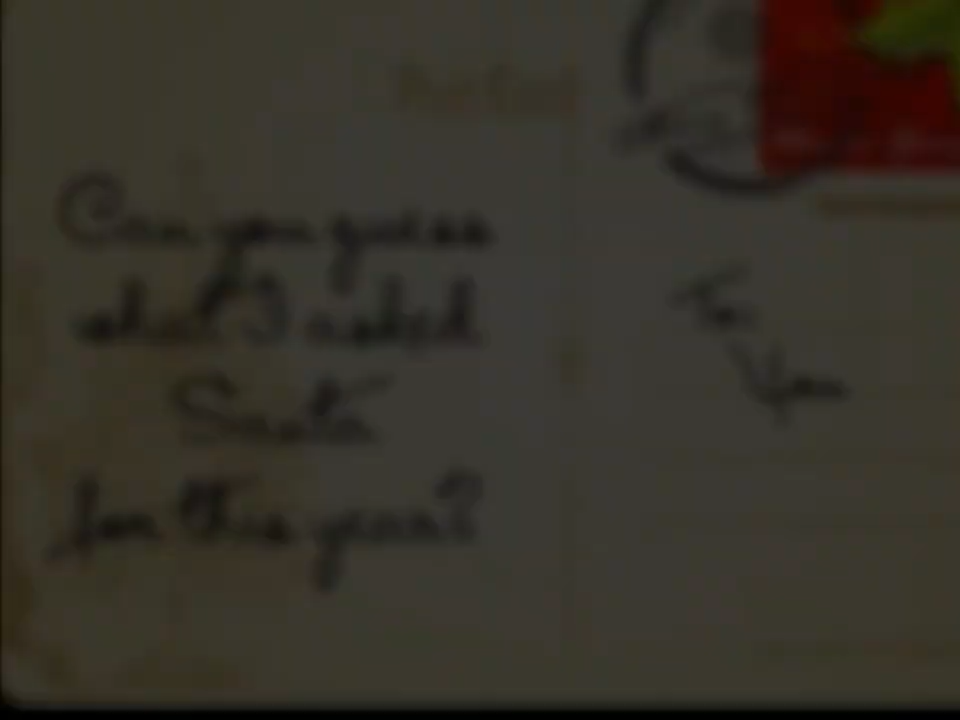 Can you guess
what I asked
Santa
for this year?
To:
You